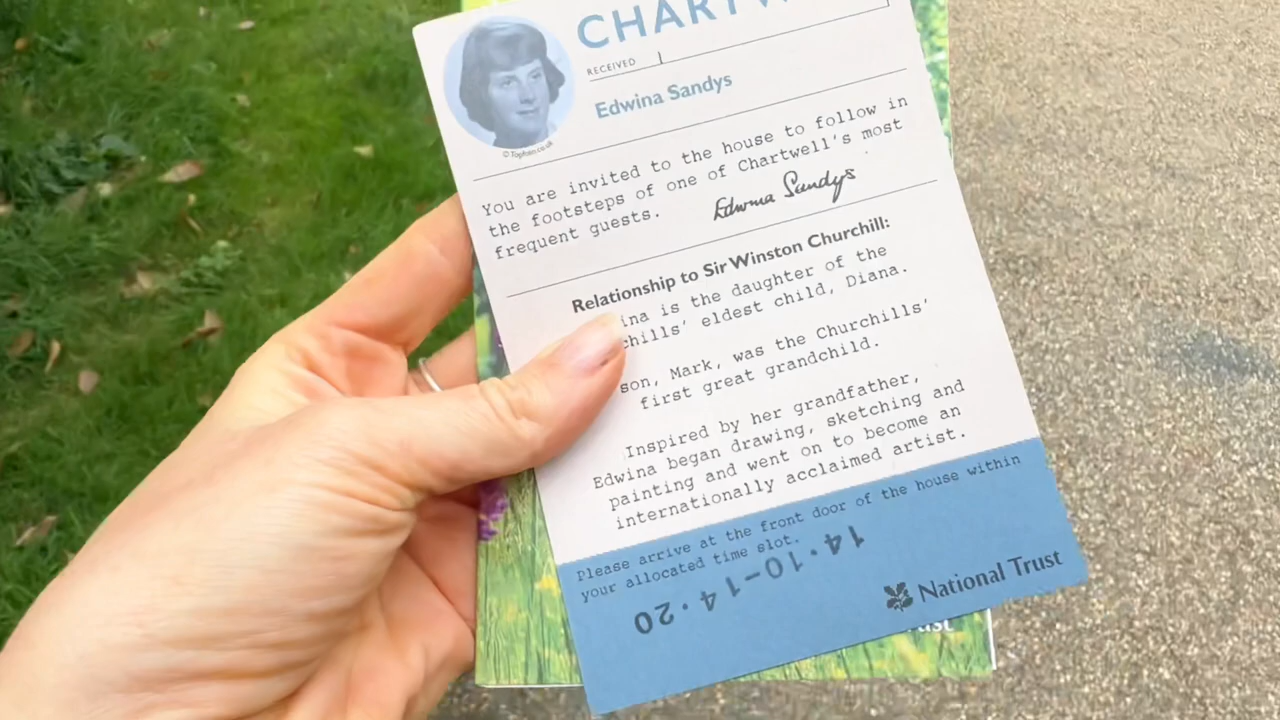 CHARTW
RECEIVED
Edwina Sandys
© Topfoto.co.uk
You are invited to the house to follow in
the footsteps of one of Chartwell's most
frequent guests.
Edwina Sandys
Relationship to Sir Winston Churchill:
ina is the daughter of the
chills' eldest child, Diana.
son, Mark, was the Churchills'
first great grandchild.
Inspired by her grandfather,
Edwina began drawing, sketching and
painting and went on to become an
internationally acclaimed artist.
Please arrive at the front door of the house within
your allocated time slot.
14·10-14·20
National Trust